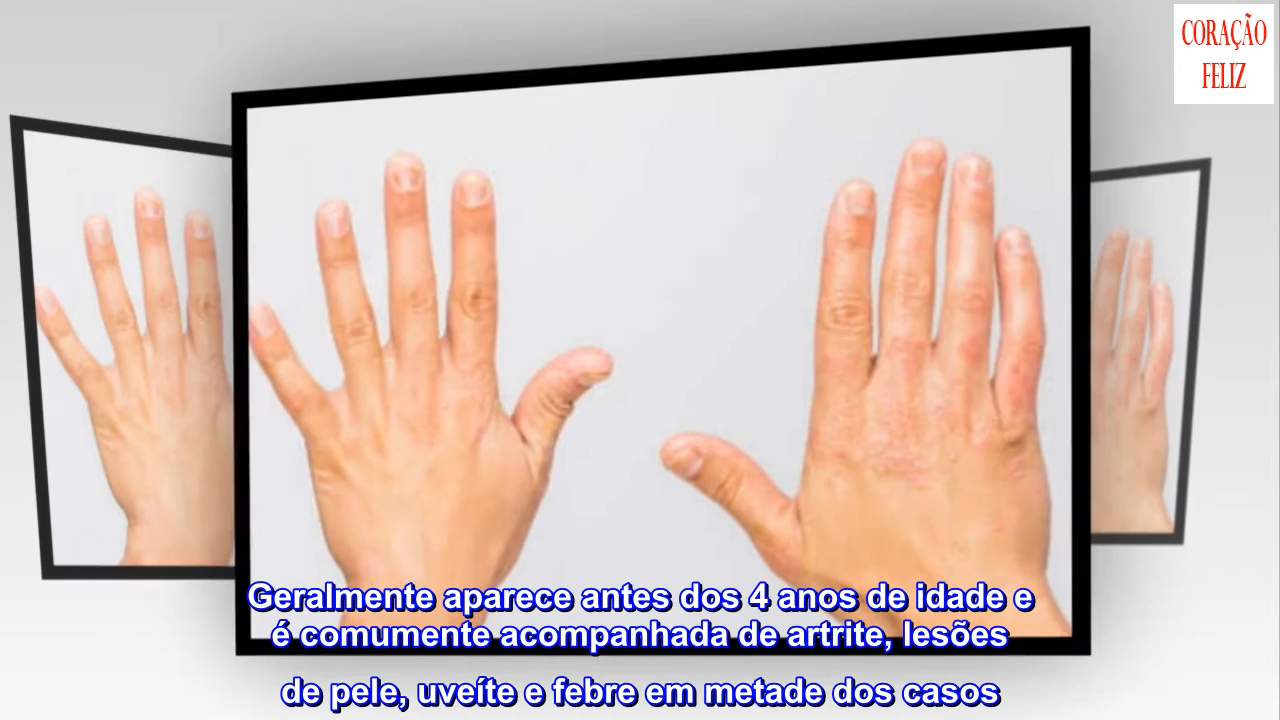 CORAÇÃO
FELIZ
Geralmente aparece antes dos 4 anos de idade e
é comumente acompanhada de artrite, lesões
de pele, uveíte e febre em metade dos casos